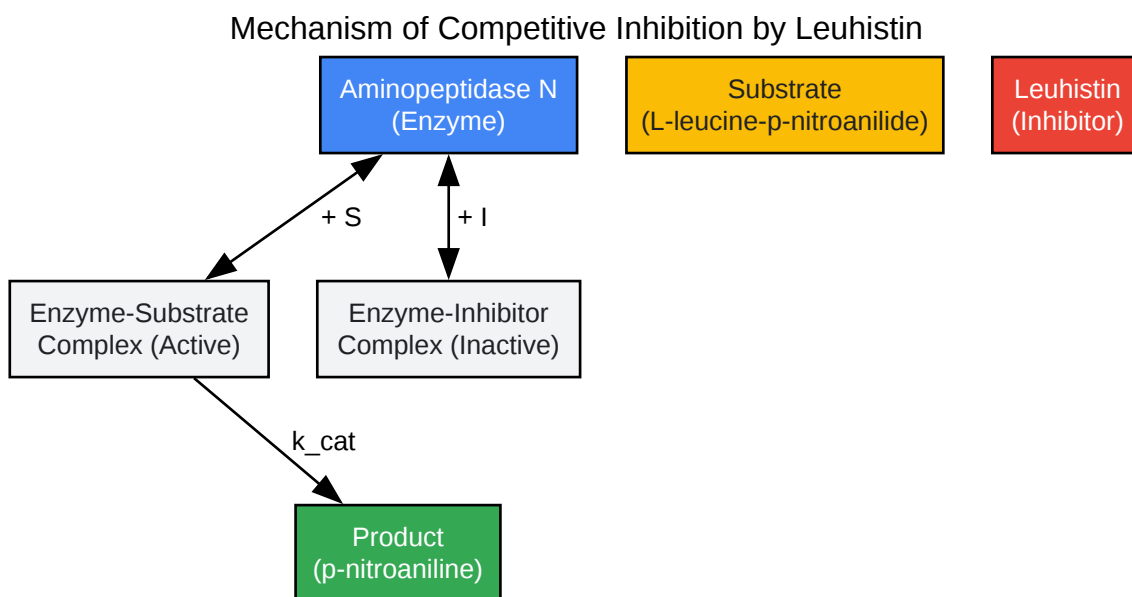 Mechanism of Competitive Inhibition by Leuhistin
Aminopeptidase N
(Enzyme)
Substrate
(L-leucine-p-nitroanilide)
Leuhistin
(Inhibitor)
+ S
+ I
Enzyme-Substrate
Complex (Active)
Enzyme-Inhibitor
Complex (Inactive)
k_cat
Product
(p-nitroaniline)